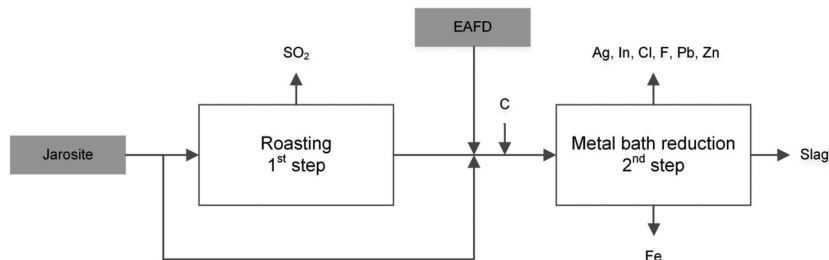 EAFD
SO₂
Ag, In, Cl, F, Pb, Zn
C
Jarosite
Roasting
1st step
Metal bath reduction
2nd step
Slag
Fe